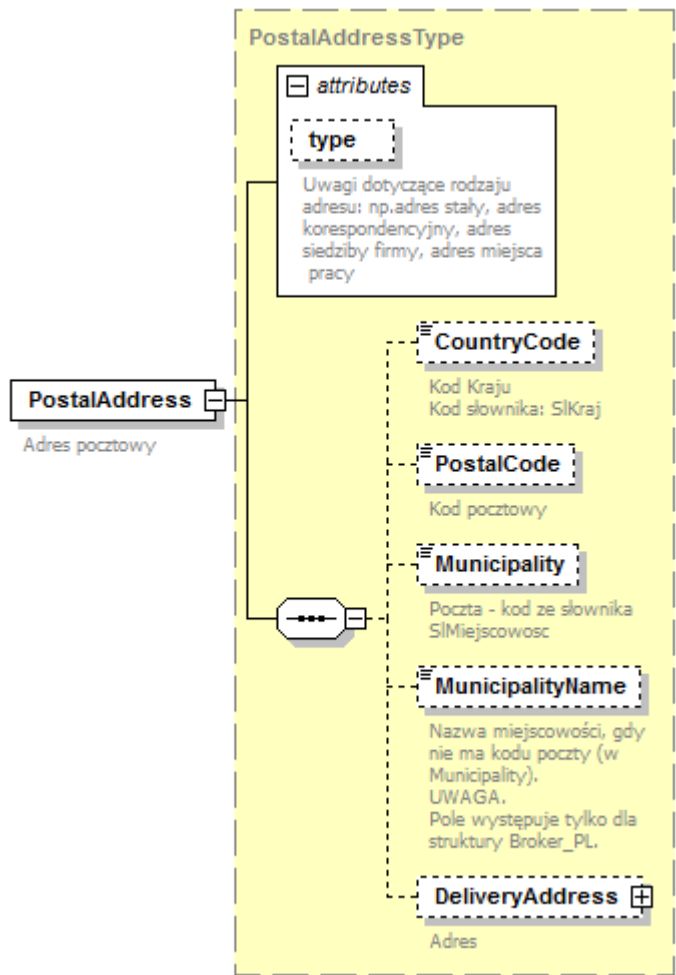 PostalAddressType
attributes
type
Uwagi dotyczące rodzaju
adresu: np.adres stały, adres
korespondencyjny, adres
siedziby firmy, adres miejsca
pracy
CountryCode
Kod Kraju
Kod słownika: SlKraj
PostalAddress
Adres pocztowy
PostalCode
Kod pocztowy
Municipality
Poczta - kod ze słownika
SlMiejscowosc
MunicipalityName
Nazwa miejscowości, gdy
nie ma kodu poczty (w
Municipality).
UWAGA.
Pole występuje tylko dla
struktury Broker_PL.
DeliveryAddress
Adres